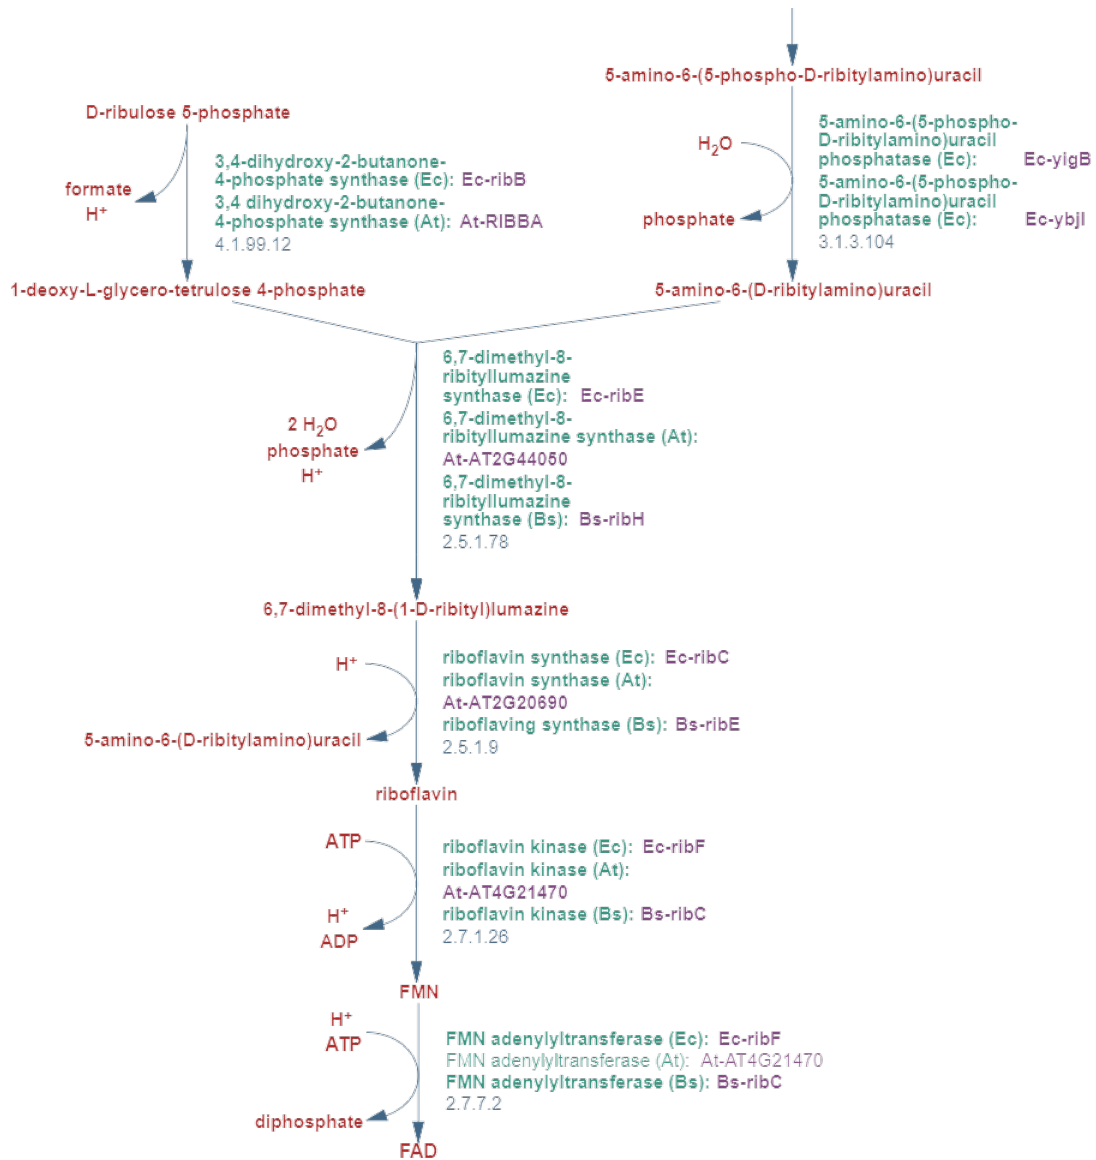 5-amino-6-(5-phospho-D-ribitylamino)uracil
D-ribulose 5-phosphate
formate
H⁺
3,4-dihydroxy-2-butanone-
4-phosphate synthase (Ec): Ec-ribB
3,4 dihydroxy-2-butanone-
4-phosphate synthase (At): At-RIBBA
4.1.99.12
H₂O
phosphate
5-amino-6-(5-phospho-
D-ribitylamino)uracil
phosphatase (Ec): Ec-yigB
5-amino-6-(5-phospho-
D-ribitylamino)uracil
phosphatase (Ec): Ec-ybjI
3.1.3.104
1-deoxy-L-glycero-tetrulose 4-phosphate
5-amino-6-(D-ribitylamino)uracil
2 H₂O
phosphate
H⁺
6,7-dimethyl-8-
ribityllumazine
synthase (Ec): Ec-ribE
6,7-dimethyl-8-
ribityllumazine synthase (At):
At-AT2G44050
6,7-dimethyl-8-
ribityllumazine
synthase (Bs): Bs-ribH
2.5.1.78
6,7-dimethyl-8-(1-D-ribityl)lumazine
H⁺
5-amino-6-(D-ribitylamino)uracil
riboflavin synthase (Ec): Ec-ribC
riboflavin synthase (At):
At-AT2G20690
riboflaving synthase (Bs): Bs-ribE
2.5.1.9
riboflavin
ATP
H⁺
ADP
riboflavin kinase (Ec): Ec-ribF
riboflavin kinase (At):
At-AT4G21470
riboflavin kinase (Bs): Bs-ribC
2.7.1.26
FMN
H⁺
ATP
diphosphate
FMN adenylyltransferase (Ec): Ec-ribF
FMN adenylyltransferase (At): At-AT4G21470
FMN adenylyltransferase (Bs): Bs-ribC
2.7.7.2
FAD